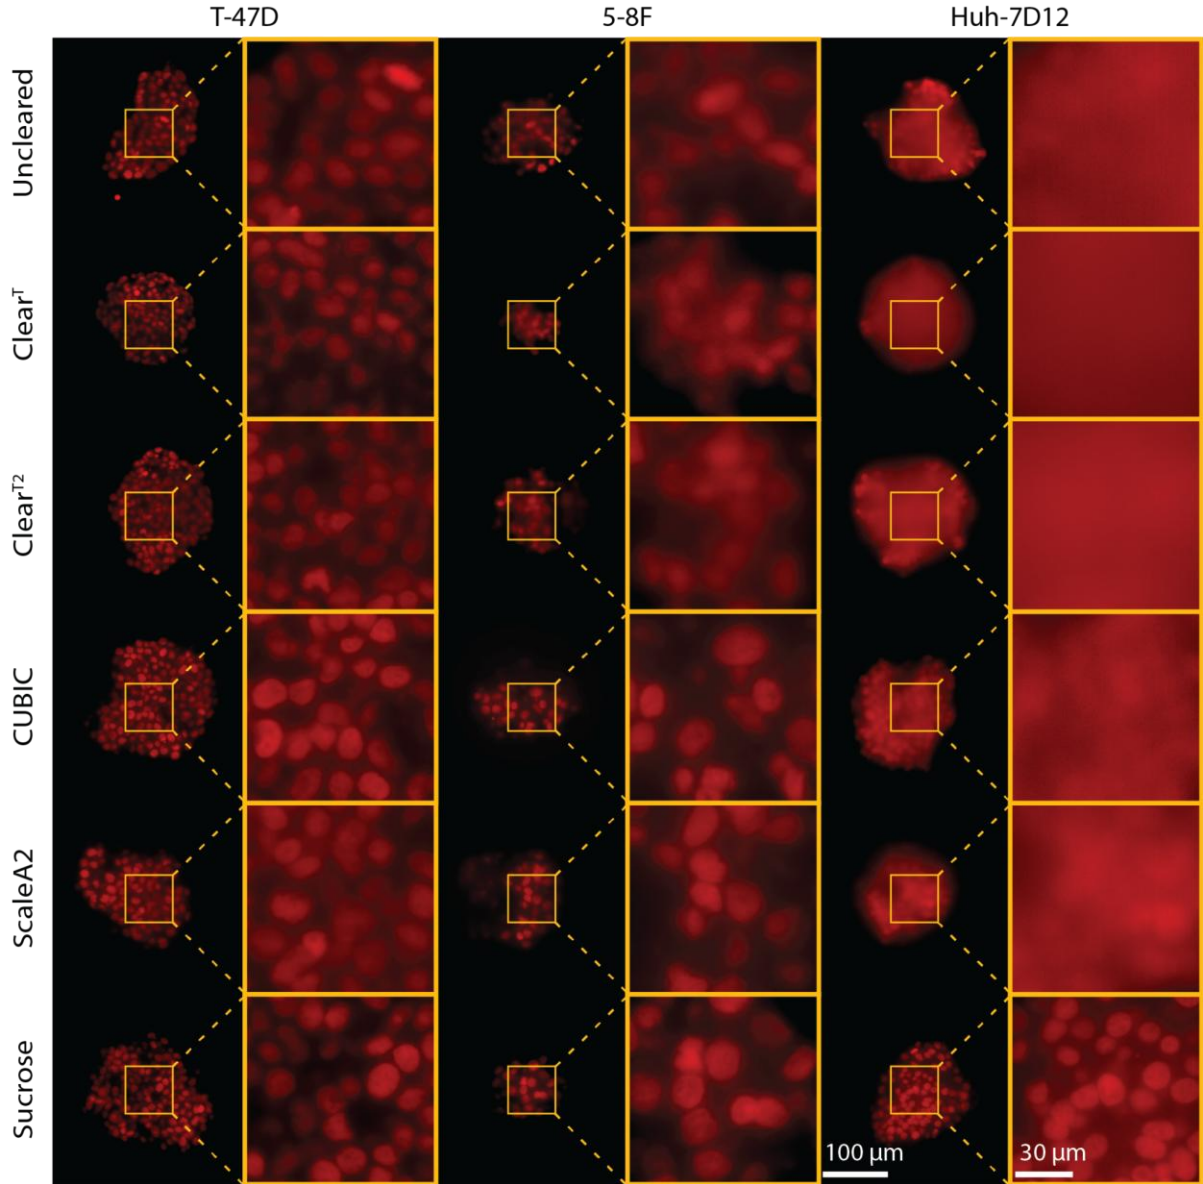 T-47D 5-8F Huh-7D12
Uncleared
Clearᵀ
Clearᵀ²
CUBIC
ScaleA2
Sucrose
100 µm 30 µm